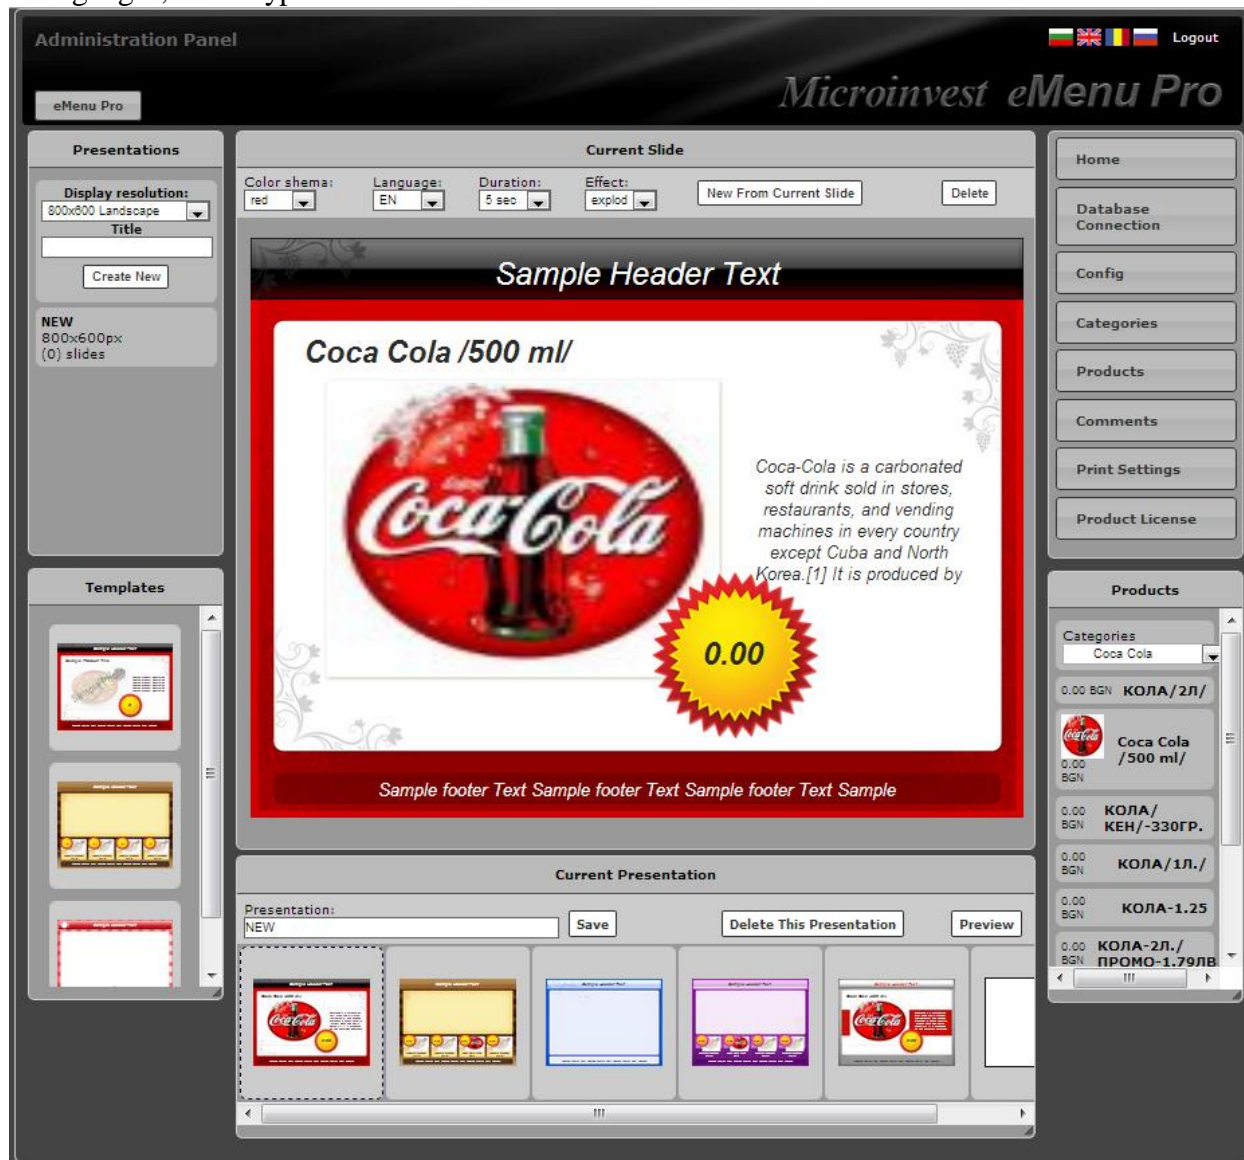 Administration Panel
Logout
Microinvest eMenu Pro
eMenu Pro
Presentations
Display resolution:
800x600 Landscape
Title
Create New
NEW
800x600px
(0) slides
Templates
Current Slide
Color shema:
Language:
Duration:
Effect:
red
EN
5 sec
explod
New From Current Slide
Delete
Sample Header Text
Coca Cola /500 ml/
Coca-Cola
Coca-Cola is a carbonated
soft drink sold in stores,
restaurants, and vending
machines in every country
except Cuba and North
Korea.[1] It is produced by
0.00
Sample footer Text Sample footer Text Sample footer Text Sample
Current Presentation
Presentation:
NEW
Save
Delete This Presentation
Preview
Home
Database
Connection
Config
Categories
Products
Comments
Print Settings
Product License
Products
Categories
Coca Cola
0.00 BGN КОЛА/2Л/
Coca Cola
/500 ml/
0.00
BGN
0.00 КОЛА/
BGN КЕН/-330ГР.
0.00
BGN КОЛА/1Л./
0.00
BGN КОЛА-1.25
0.00 КОЛА-2Л./
BGN ПРОМО-1.79ЛВ